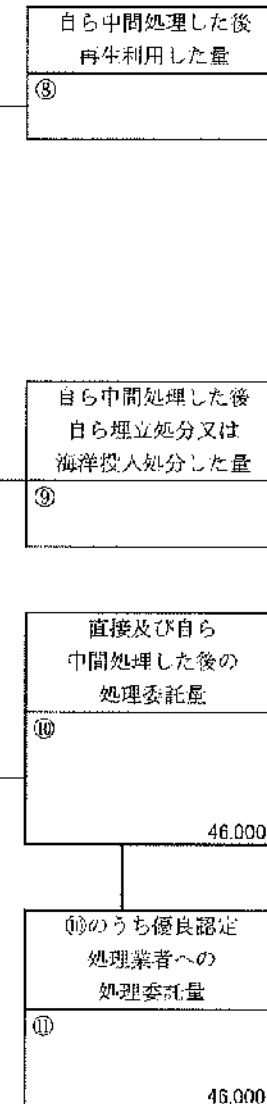 自ら中間処理した後
再生利用した量
⑧
自ら中間処理した後
自ら埋立処分又は
海洋投入処分した量
⑨
直接及び自ら
中間処理した後の
処理委託量
⑩
46.000
⑩のうち優良認定
処理業者への
処理委託量
⑪
46.000